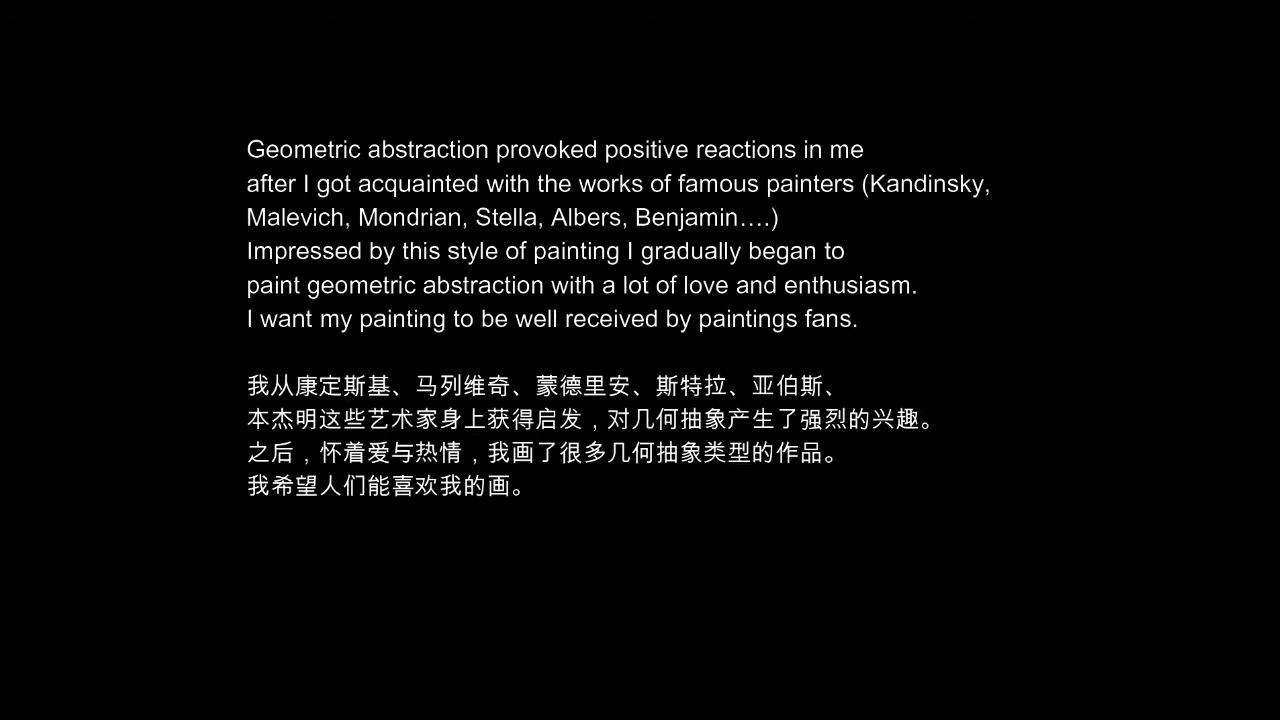 Geometric abstraction provoked positive reactions in me
after I got acquainted with the works of famous painters (Kandinsky,
Malevich, Mondrian, Stella, Albers, Benjamin….)
Impressed by this style of painting I gradually began to
paint geometric abstraction with a lot of love and enthusiasm.
I want my painting to be well received by paintings fans.
我从康定斯基、马列维奇、蒙德里安、斯特拉、亚伯斯、
本杰明这些艺术家身上获得启发，对几何抽象产生了强烈的兴趣。
之后，怀着爱与热情，我画了很多几何抽象类型的作品。
我希望人们能喜欢我的画。